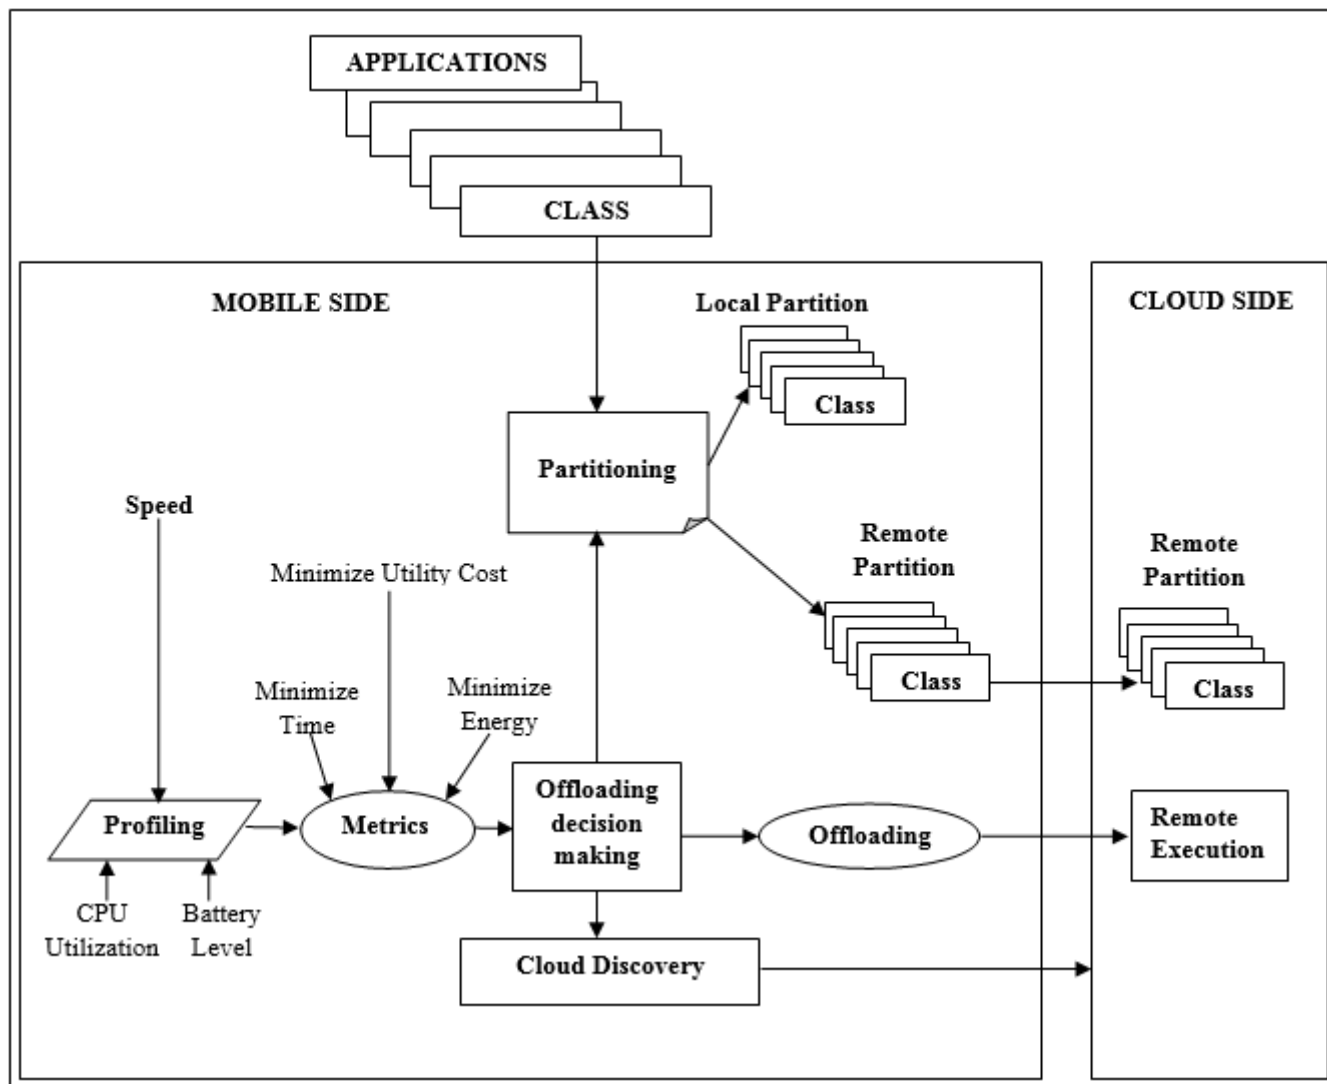 APPLICATIONS
CLASS
MOBILE SIDE
Local Partition
CLOUD SIDE
Class
Partitioning
Speed
Remote
Partition
Remote
Partition
Minimize Utility Cost
Class
Class
Minimize
Time
Minimize
Energy
Profiling
Metrics
Offloading
decision
making
Offloading
Remote
Execution
CPU
Utilization
Battery
Level
Cloud Discovery